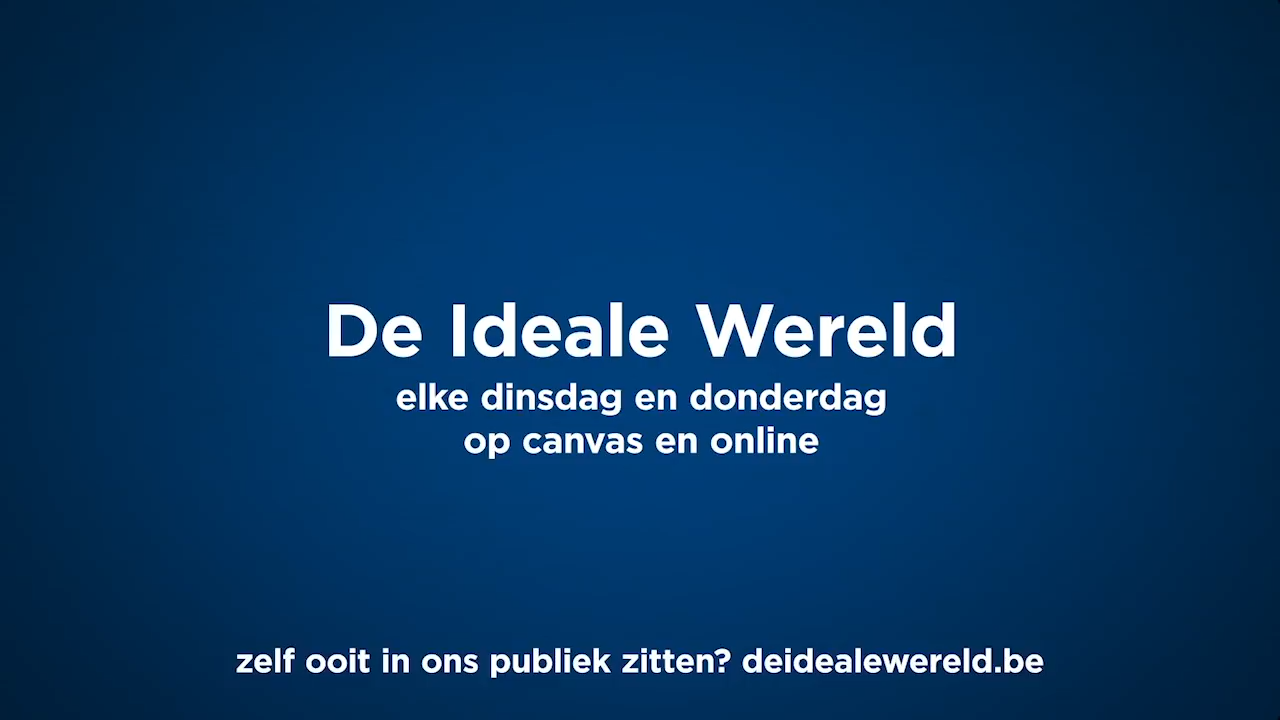 De Ideale Wereld
elke dinsdag en donderdag
op canvas en online
zelf ooit in ons publiek zitten? deidealewereld.be